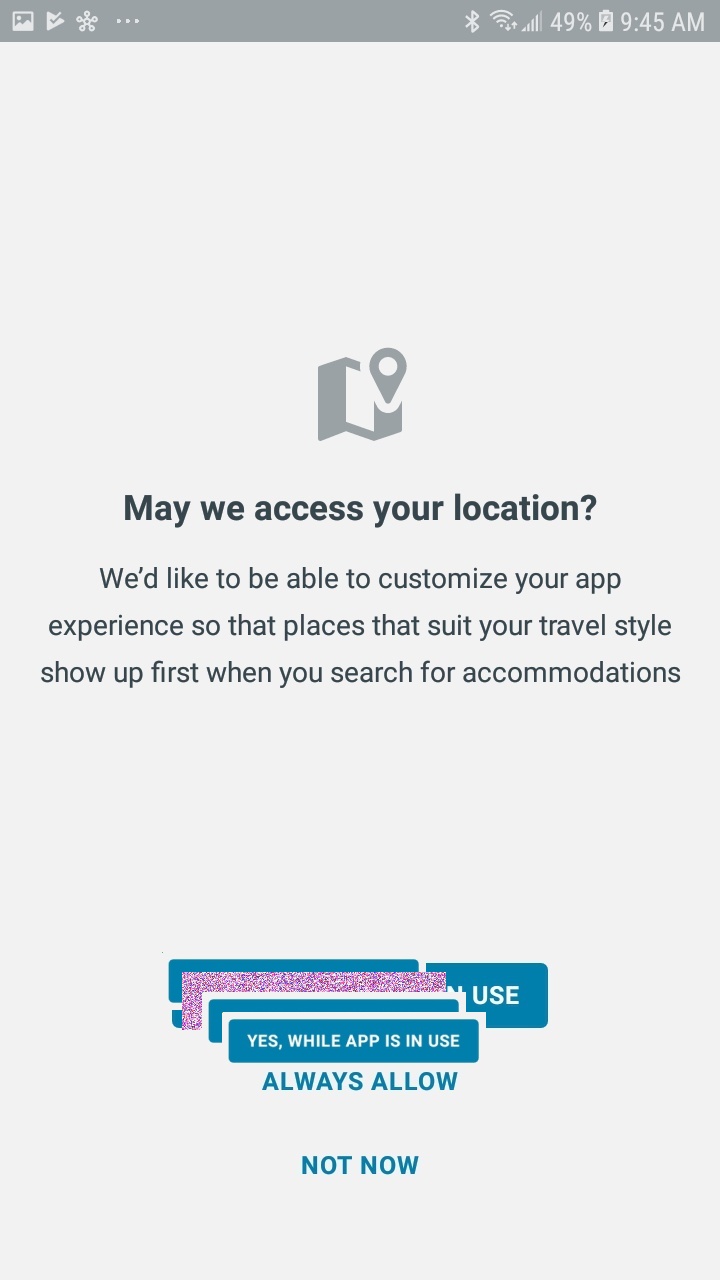 49% 9:45 AM
May we access your location?
We’d like to be able to customize your app
experience so that places that suit your travel style
show up first when you search for accommodations
USE
YES, WHILE APP IS IN USE
ALWAYS ALLOW
NOT NOW